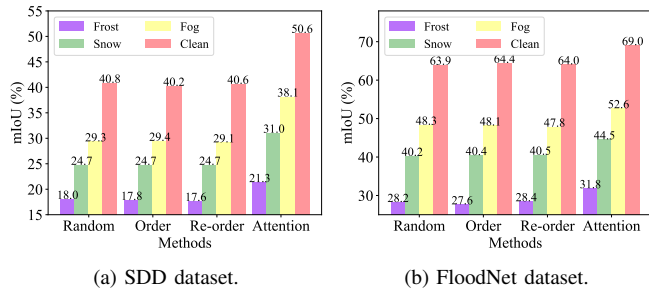 55
50
45
40
35
30
25
20
15
mIoU (%)
Frost
Snow
Fog
Clean
18.0
24.7
29.3
40.8
17.8
24.7
29.4
40.2
17.6
24.7
29.1
40.6
21.3
31.0
38.1
50.6
Random
Order
Re-order
Attention
Methods
(a) SDD dataset.
70
60
50
40
30
mIoU (%)
Frost
Snow
Fog
Clean
28.2
40.2
48.3
63.9
27.6
40.4
48.1
64.4
28.4
40.5
47.8
64.0
31.8
44.5
52.6
69.0
Random
Order
Re-order
Attention
Methods
(b) FloodNet dataset.